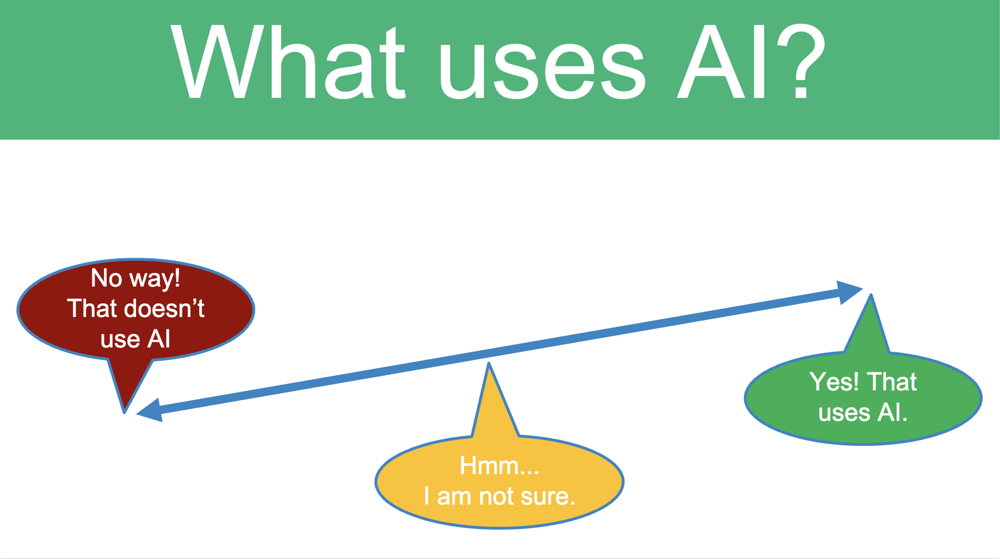 What uses AI?
No way!
That doesn’t
use AI
Hmm...
I am not sure.
Yes! That
uses AI.